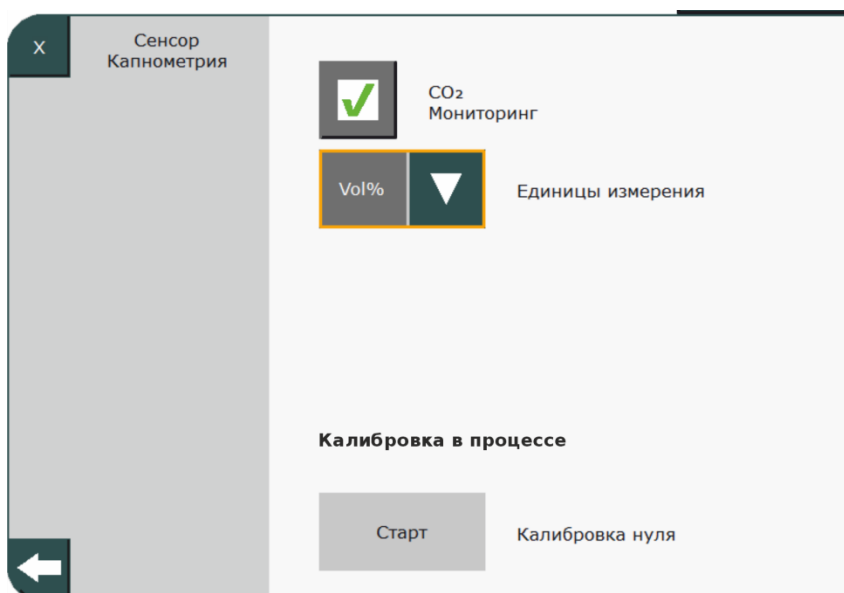 X
Сенсор
Капнометрия
CO₂
Мониторинг
Vol%
Единицы измерения
Калибровка в процессе
Старт
Калибровка нуля